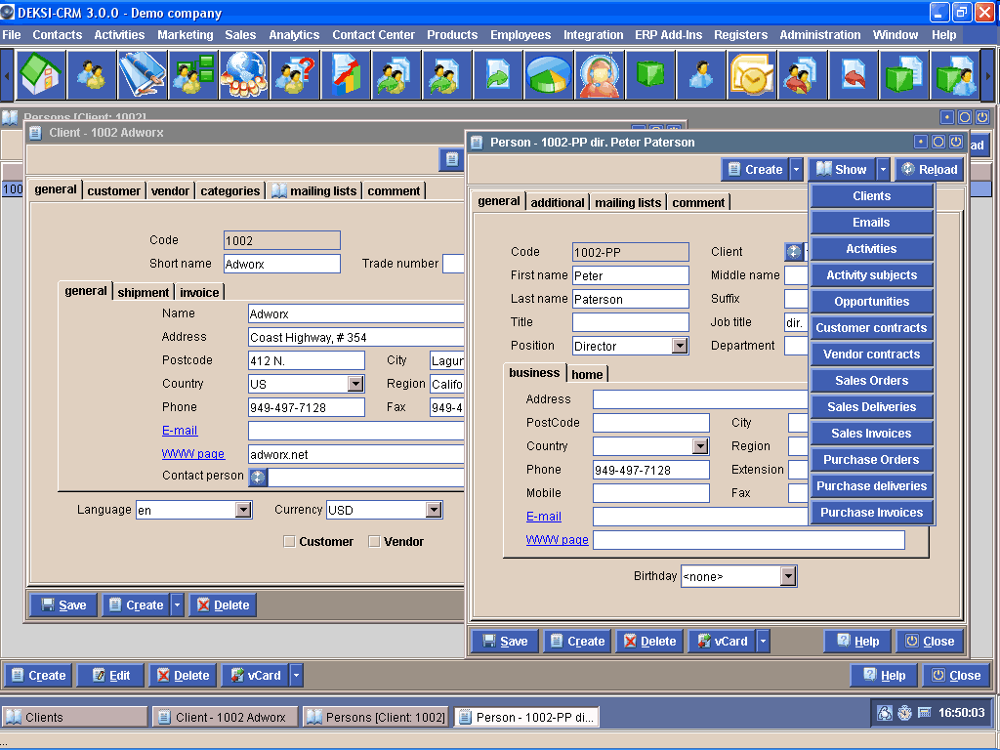 DEKSI-CRM 3.0.0 - Demo company
File Contacts Activities Marketing Sales Analytics Contact Center Products Employees Integration ERP Add-Ins Registers Administration Window Help
Persons [Client: 1002]
Client - 1002 Adworx
general customer vendor categories mailing lists comment
100
Code 1002
Short name Adworx Trade number
general shipment invoice
Name Adworx
Address Coast Highway, # 354
Postcode 412 N. City Lagun
Country US Region Califo
Phone 949-497-7128 Fax 949-4
E-mail
WWW page adworx.net
Contact person
Language en Currency USD
Customer Vendor
Save Create Delete
Person - 1002-PP dir. Peter Paterson
ad
Create Show Reload
general additional mailing lists comment
Code 1002-PP Client
First name Peter Middle name
Last name Paterson Suffix
Title Job title dir.
Position Director Department
business home
Address
PostCode City
Country Region
Phone 949-497-7128 Extension
Mobile Fax
E-mail
WWW page
Birthday <none>
Clients
Emails
Activities
Activity subjects
Opportunities
Customer contracts
Vendor contracts
Sales Orders
Sales Deliveries
Sales Invoices
Purchase Orders
Purchase deliveries
Purchase Invoices
Save Create Delete vCard Help Close
Create Edit Delete vCard Help Close
Clients Client - 1002 Adworx Persons [Client: 1002] Person - 1002-PP di... 16:50:03
...